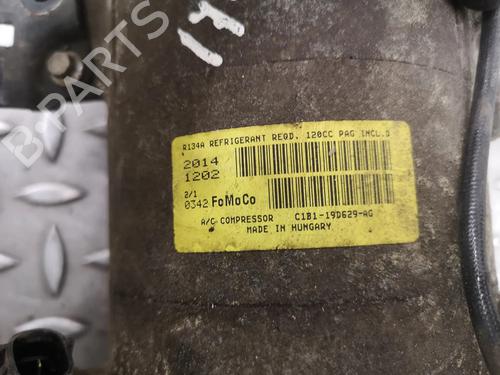 R134A REFRIGERANT REQD. 120CC PAG INCL.D
2014
1202
2/1
0342 FoMoCo
A/C COMPRESSOR C1B1-19D629-AG
MADE IN HUNGARY
B-PARTS